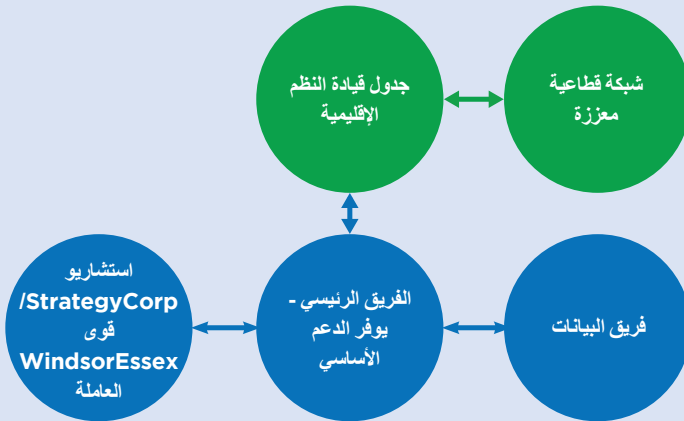 شبكة قطاعية
معززة
جدول قيادة النظم
الإقليمية
فريق البيانات
الفريق الرئيسي -
يوفر الدعم
الأساسي
استشاريو
StrategyCorp/
قوى
WindsorEssex
العاملة